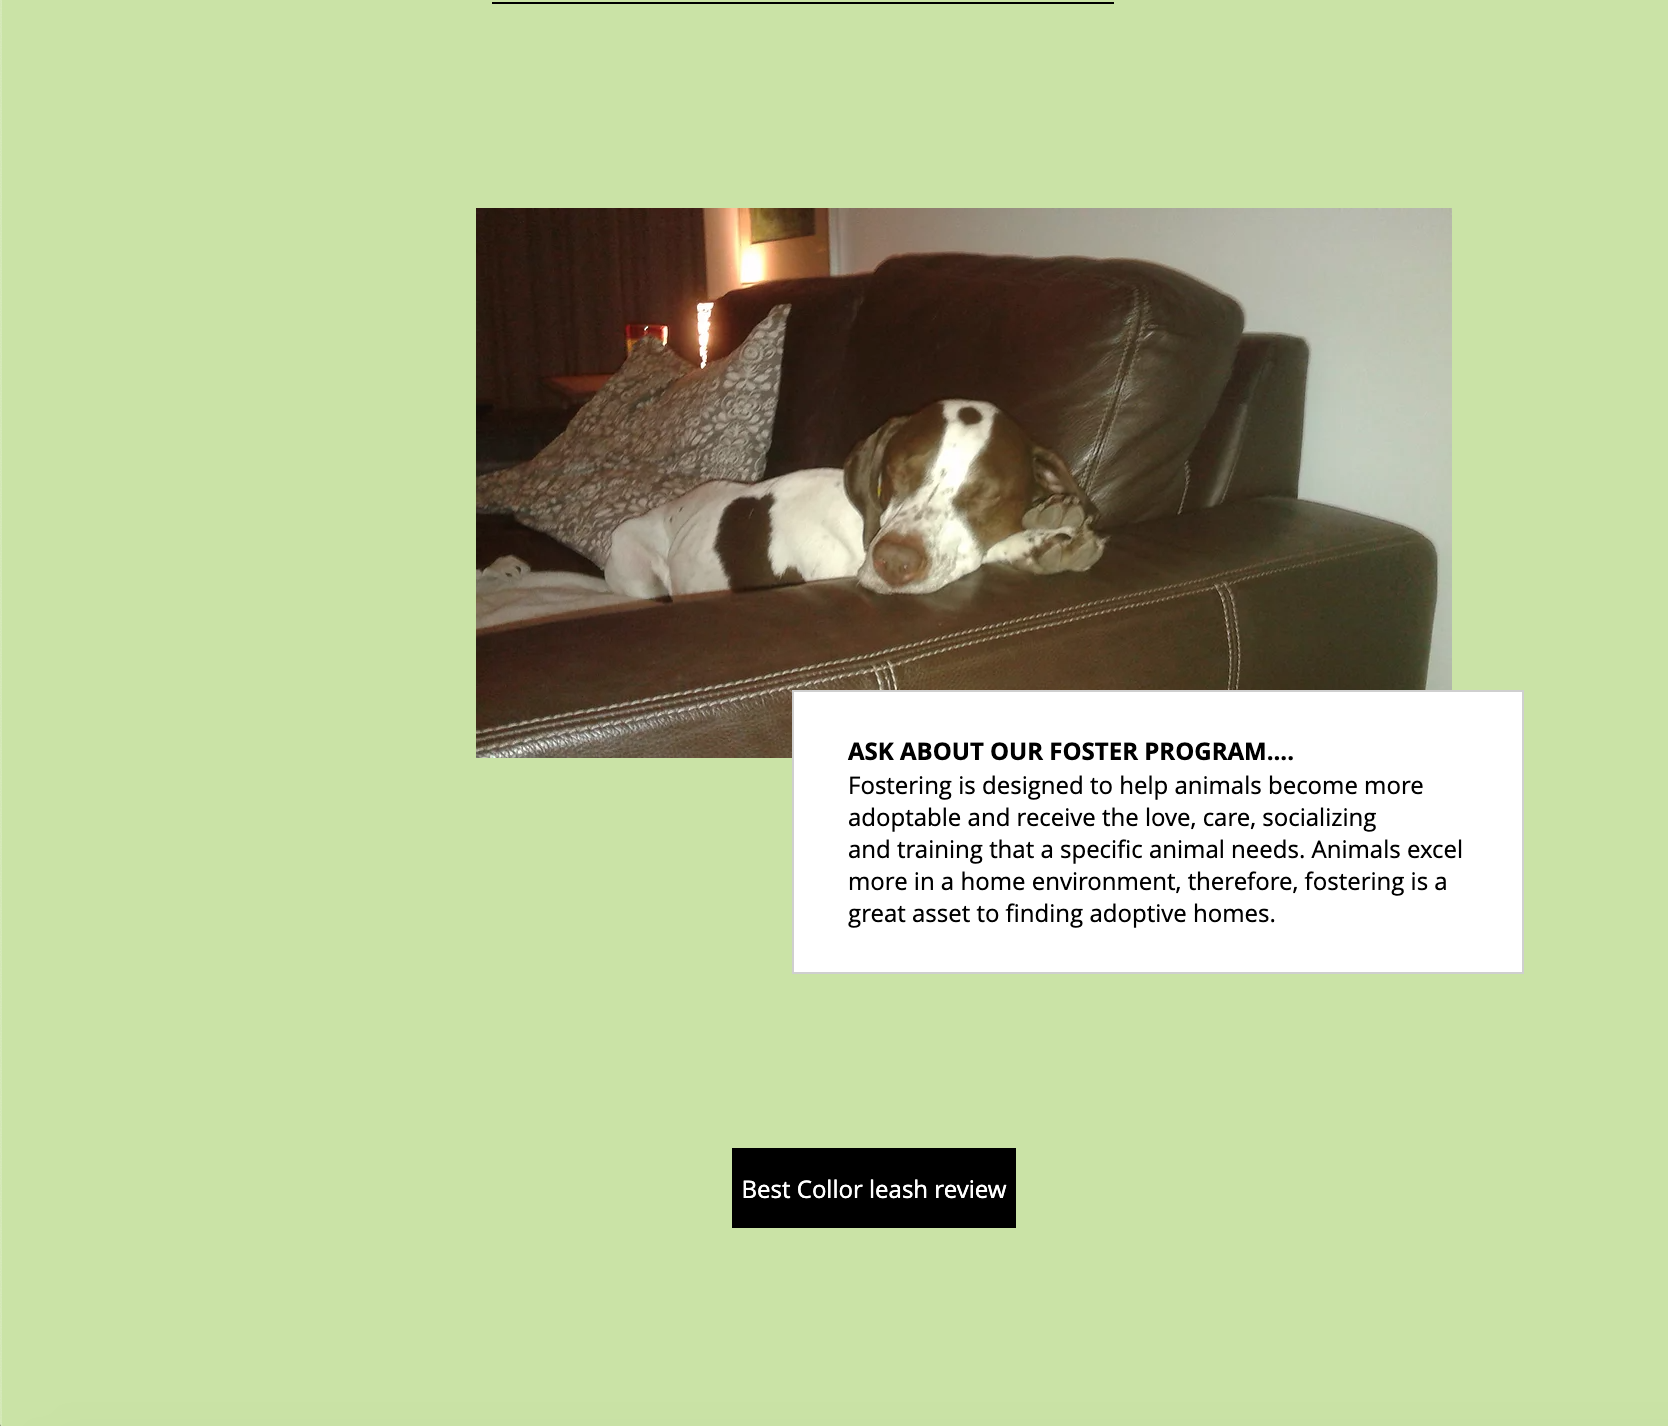 ASK ABOUT OUR FOSTER PROGRAM....
Fostering is designed to help animals become more
adoptable and receive the love, care, socializing
and training that a specific animal needs. Animals excel
more in a home environment, therefore, fostering is a
great asset to finding adoptive homes.
Best Collor leash review